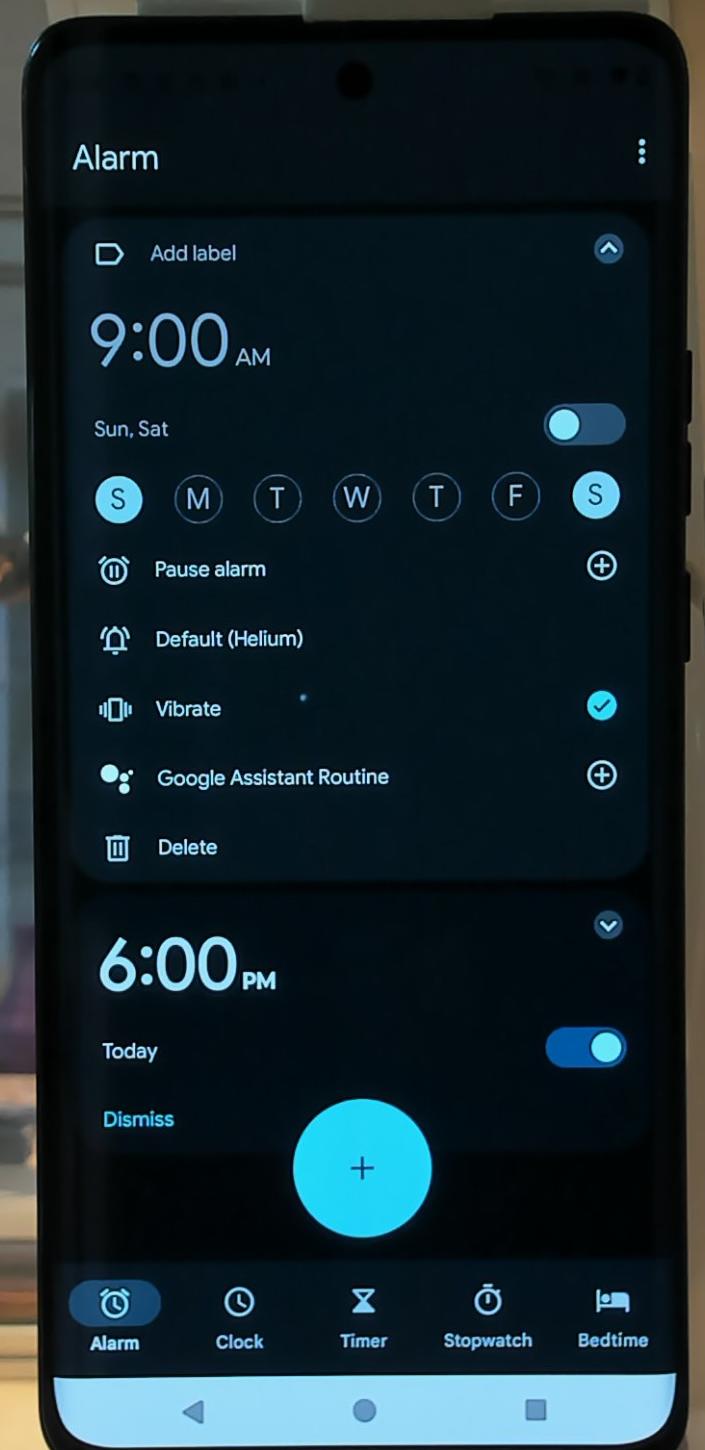 Alarm
Add label
9:00 AM
Sun, Sat
S M T W T F S
Pause alarm
Default (Helium)
Vibrate
Google Assistant Routine
Delete
6:00 PM
Today
Dismiss
+
Alarm Clock Timer Stopwatch Bedtime